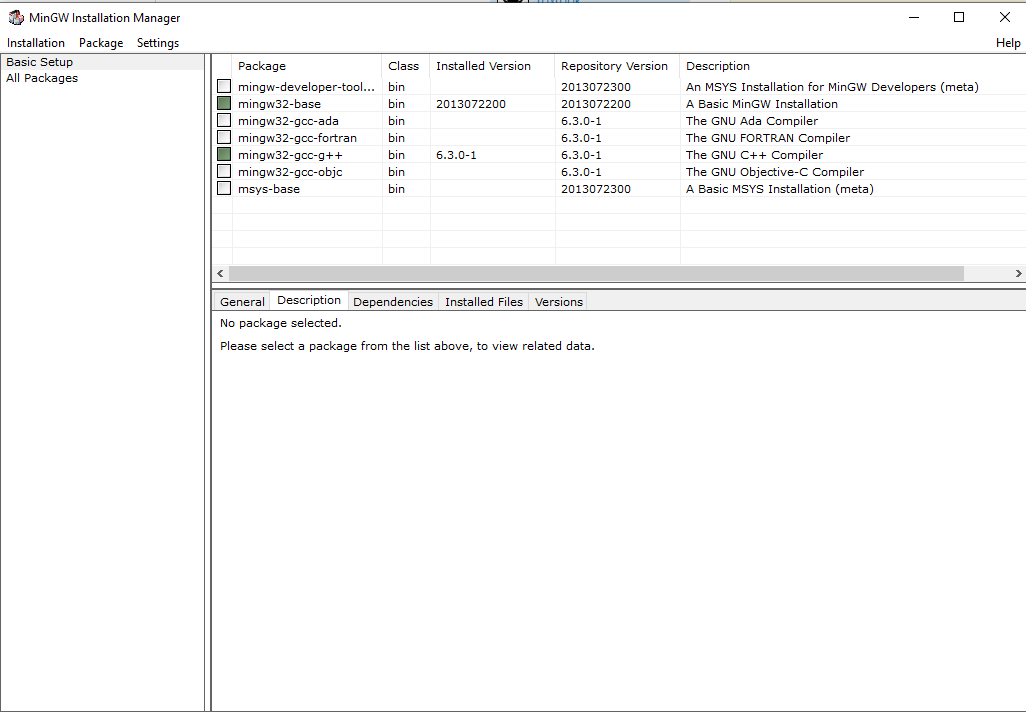 MinGW Installation Manager
Installation Package Settings Help
Basic Setup
All Packages
Package Class Installed Version Repository Version Description
mingw-developer-tool... bin 2013072300 An MSYS Installation for MinGW Developers (meta)
mingw32-base bin 2013072200 2013072200 A Basic MinGW Installation
mingw32-gcc-ada bin 6.3.0-1 The GNU Ada Compiler
mingw32-gcc-fortran bin 6.3.0-1 The GNU FORTRAN Compiler
mingw32-gcc-g++ bin 6.3.0-1 6.3.0-1 The GNU C++ Compiler
mingw32-gcc-objc bin 6.3.0-1 The GNU Objective-C Compiler
msys-base bin 2013072300 A Basic MSYS Installation (meta)
General Description Dependencies Installed Files Versions
No package selected.
Please select a package from the list above, to view related data.